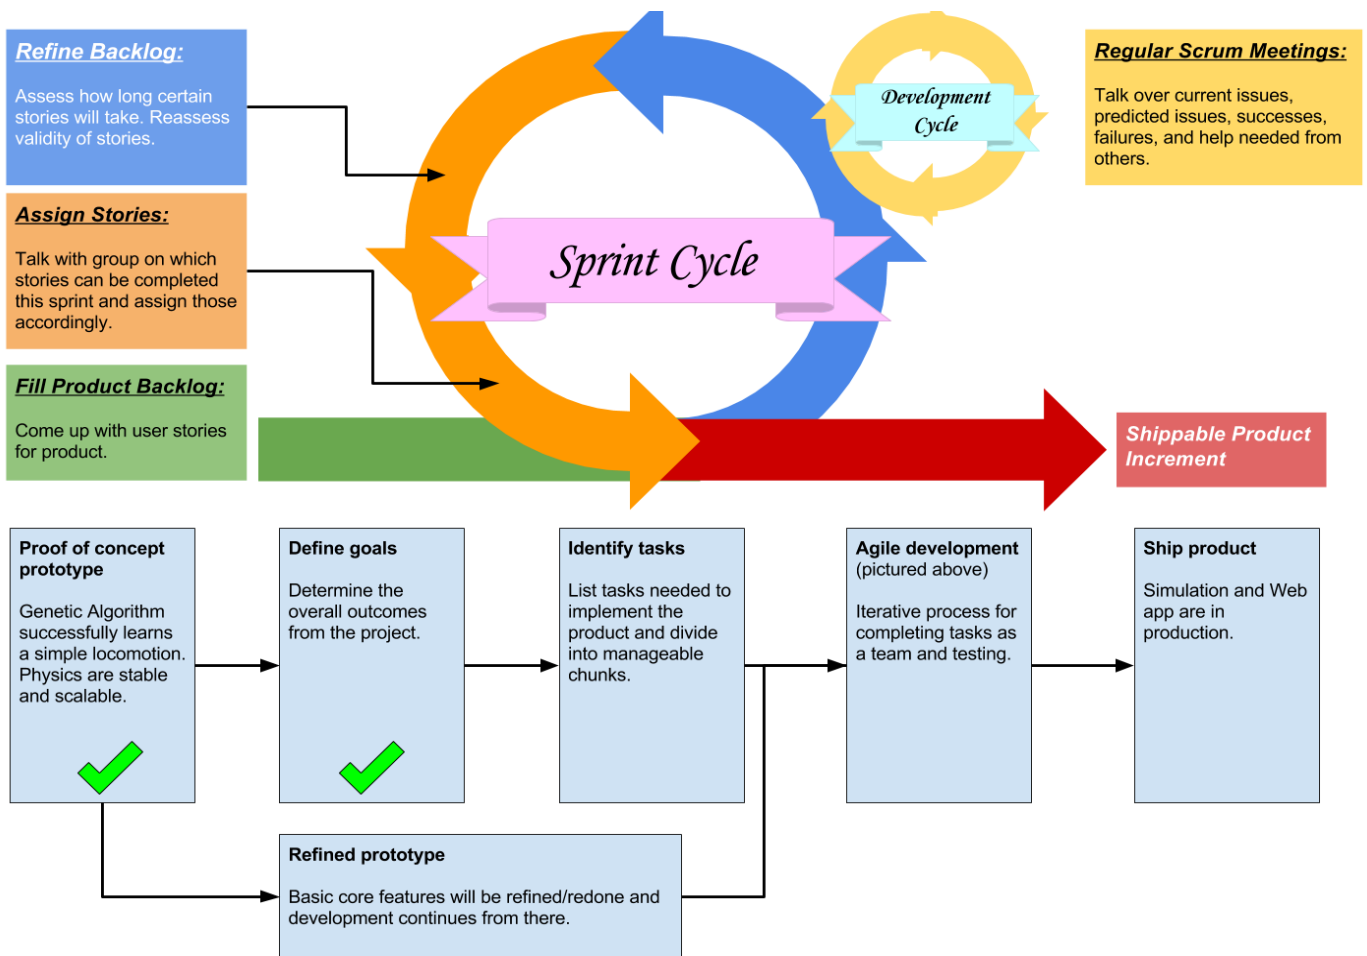 Refine Backlog:
Assess how long certain
stories will take. Reassess
validity of stories.
Assign Stories:
Talk with group on which
stories can be completed
this sprint and assign those
accordingly.
Fill Product Backlog:
Come up with user stories
for product.
Sprint Cycle
Development
Cycle
Regular Scrum Meetings:
Talk over current issues,
predicted issues, successes,
failures, and help needed from
others.
Shippable Product
Increment
Proof of concept
prototype
Genetic Algorithm
successfully learns
a simple locomotion.
Physics are stable
and scalable.
Define goals
Determine the
overall outcomes
from the project.
Identify tasks
List tasks needed to
implement the
product and divide
into manageable
chunks.
Agile development
(pictured above)
Iterative process for
completing tasks as
a team and testing.
Ship product
Simulation and Web
app are in
production.
Refined prototype
Basic core features will be refined/redone and
development continues from there.